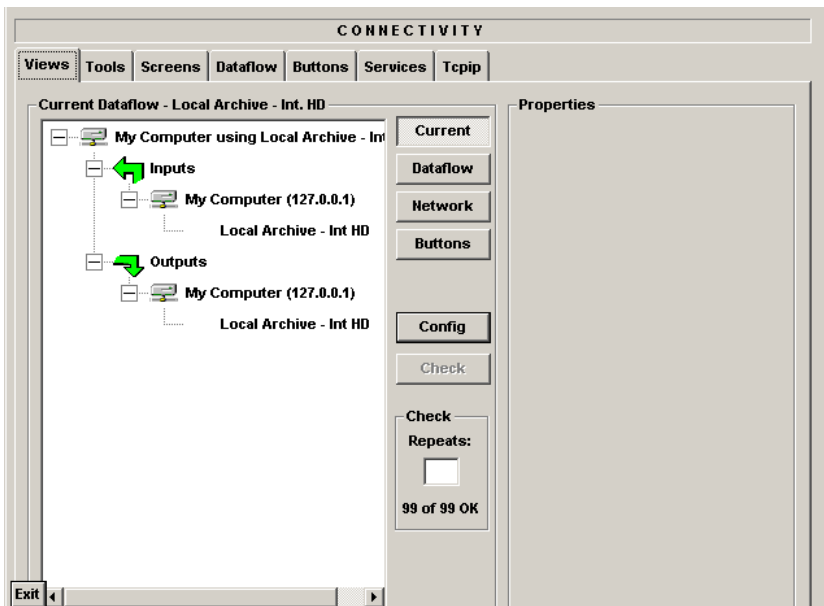 CONNECTIVITY
Views Tools Screens Dataflow Buttons Services Tcpip
Current Dataflow - Local Archive - Int. HD
My Computer using Local Archive - Int
Inputs
My Computer (127.0.0.1)
Local Archive - Int HD
Outputs
My Computer (127.0.0.1)
Local Archive - Int HD
Current
Dataflow
Network
Buttons
Config
Check
Check
Repeats:
99 of 99 OK
Properties
Exit